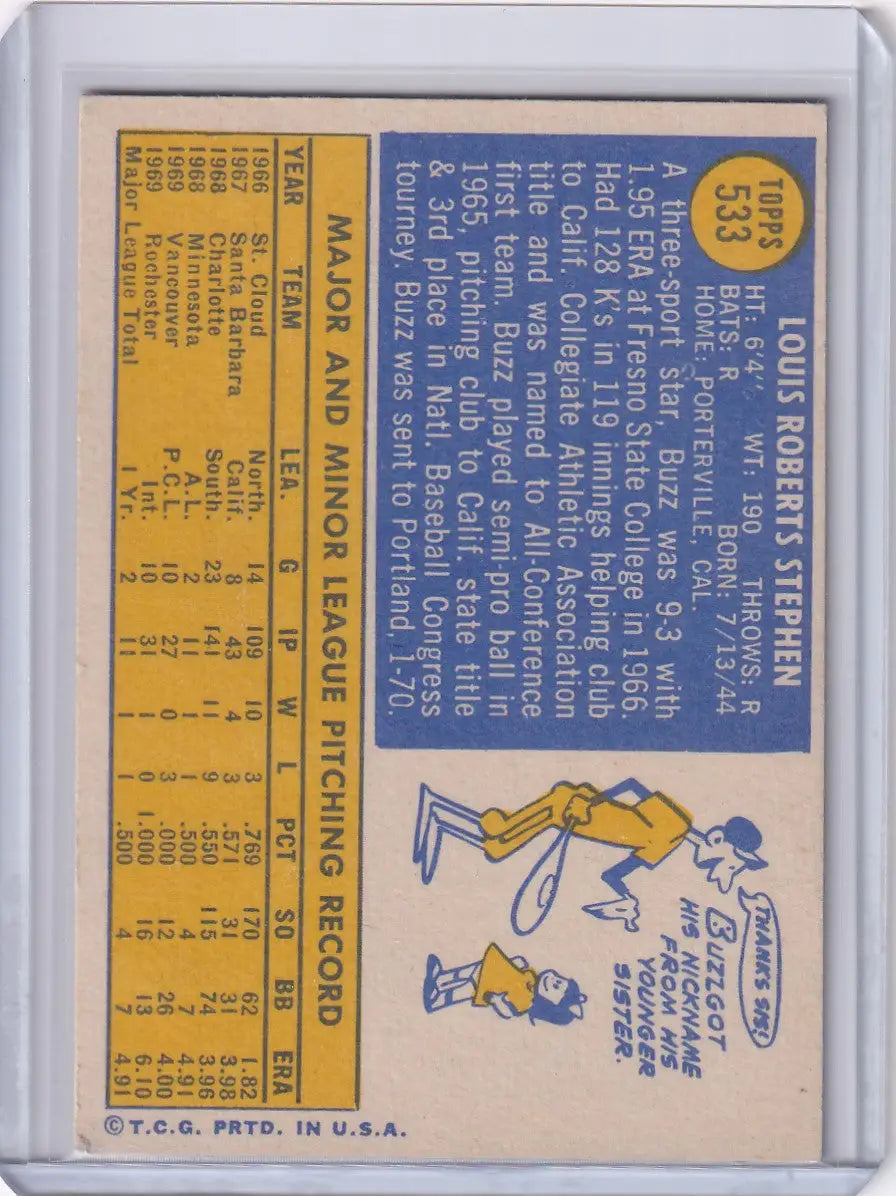 TOPPS
533
LOUIS ROBERTS STEPHEN
HT: 6'4" WT: 190 THROWS: R
BATS: R BORN: 7/13/44
HOME: PORTERVILLE, CAL.
A three-sport star, Buzz was 9-3 with
1.95 ERA at Fresno State College in 1966.
Had 128 K's in 119 innings helping club
to Calif. Collegiate Athletic Association
title and was named to All-Conference
first team. Buzz played semi-pro ball in
1965, pitching club to Calif. state title
& 3rd place in Natl. Baseball Congress
tourney. Buzz was sent to Portland, 1-70.
THANKS SIS!
BUZZ GOT
HIS NICKNAME
FROM HIS
YOUNGER
SISTER.
MAJOR AND MINOR LEAGUE PITCHING RECORD
YEAR TEAM LEA. G IP W L PCT SO BB ERA
1966 St. Cloud North. 14 109 10 3 .769 170 62 1.82
1967 Santa Barbara Calif. 8 43 4 3 .571 31 31 3.98
1968 Charlotte South. 23 141 11 9 .550 115 74 3.96
1968 Minnesota A.L. 2 11 1 1 .500 4 7 4.91
1969 Vancouver P.C.L. 10 27 0 3 .000 12 26 4.00
1969 Rochester Int. 10 31 1 0 1.000 16 13 6.10
Major League Total 1 Yr. 2 11 1 1 .500 4 7 4.91
© T.C.G. PRTD. IN U.S.A.